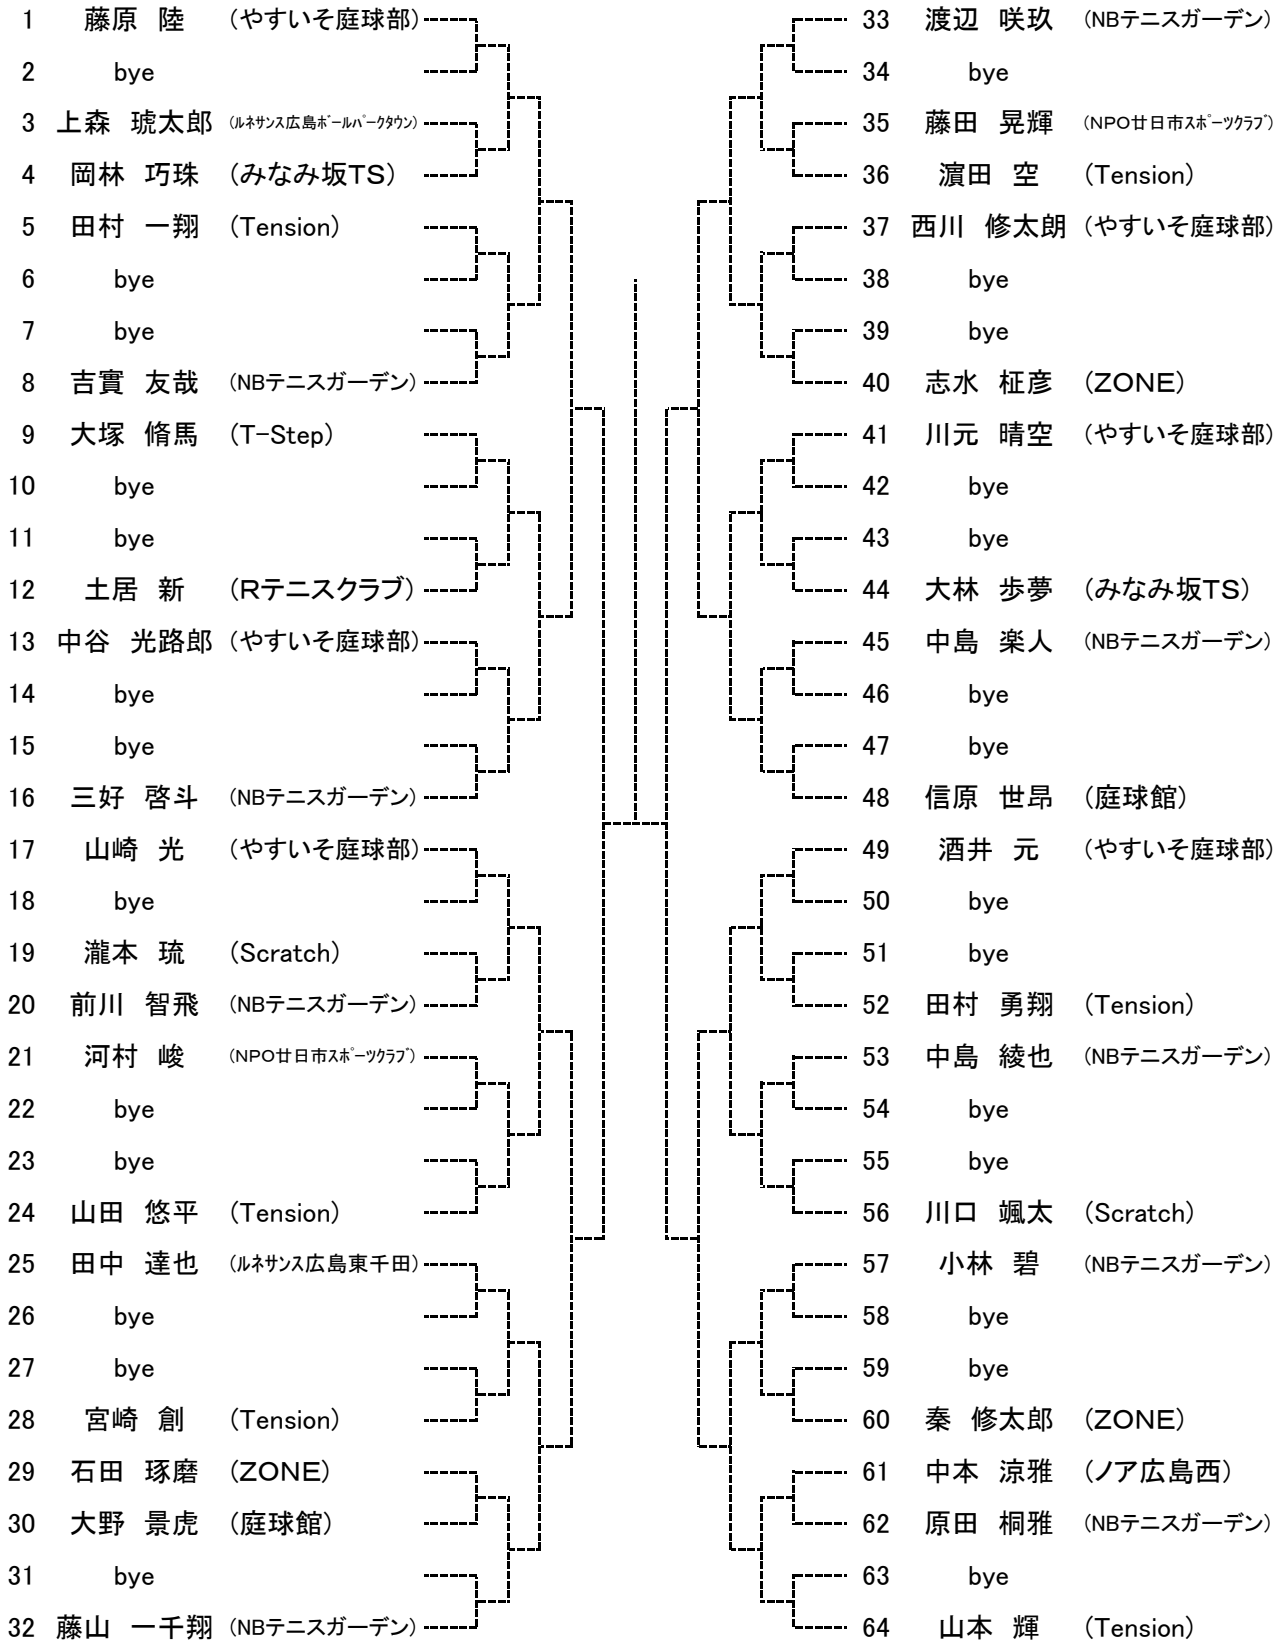 1 藤原 陸 (やすいそ庭球部)
2 bye
3 上森 琥太郎 (ﾙﾈｻﾝｽ広島ﾎﾞｰﾙﾊﾟｰｸﾀｳﾝ)
4 岡林 巧珠 (みなみ坂TS)
5 田村 一翔 (Tension)
6 bye
7 bye
8 吉實 友哉 (NBテニスガーデン)
9 大塚 脩馬 (T-Step)
10 bye
11 bye
12 土居 新 (Rテニスクラブ)
13 中谷 光路郎 (やすいそ庭球部)
14 bye
15 bye
16 三好 啓斗 (NBテニスガーデン)
17 山崎 光 (やすいそ庭球部)
18 bye
19 瀧本 琉 (Scratch)
20 前川 智飛 (NBテニスガーデン)
21 河村 峻 (NPO廿日市ｽﾎﾟｰﾂｸﾗﾌﾞ)
22 bye
23 bye
24 山田 悠平 (Tension)
25 田中 達也 (ﾙﾈｻﾝｽ広島東千田)
26 bye
27 bye
28 宮崎 創 (Tension)
29 石田 琢磨 (ZONE)
30 大野 景虎 (庭球館)
31 bye
32 藤山 一千翔 (NBテニスガーデン)
33 渡辺 咲玖 (NBテニスガーデン)
34 bye
35 藤田 晃輝 (NPO廿日市ｽﾎﾟｰﾂｸﾗﾌﾞ)
36 濵田 空 (Tension)
37 西川 修太朗 (やすいそ庭球部)
38 bye
39 bye
40 志水 柾彦 (ZONE)
41 川元 晴空 (やすいそ庭球部)
42 bye
43 bye
44 大林 歩夢 (みなみ坂TS)
45 中島 楽人 (NBテニスガーデン)
46 bye
47 bye
48 信原 世昂 (庭球館)
49 酒井 元 (やすいそ庭球部)
50 bye
51 bye
52 田村 勇翔 (Tension)
53 中島 綾也 (NBテニスガーデン)
54 bye
55 bye
56 川口 颯太 (Scratch)
57 小林 碧 (NBテニスガーデン)
58 bye
59 bye
60 秦 修太郎 (ZONE)
61 中本 涼雅 (ノア広島西)
62 原田 桐雅 (NBテニスガーデン)
63 bye
64 山本 輝 (Tension)